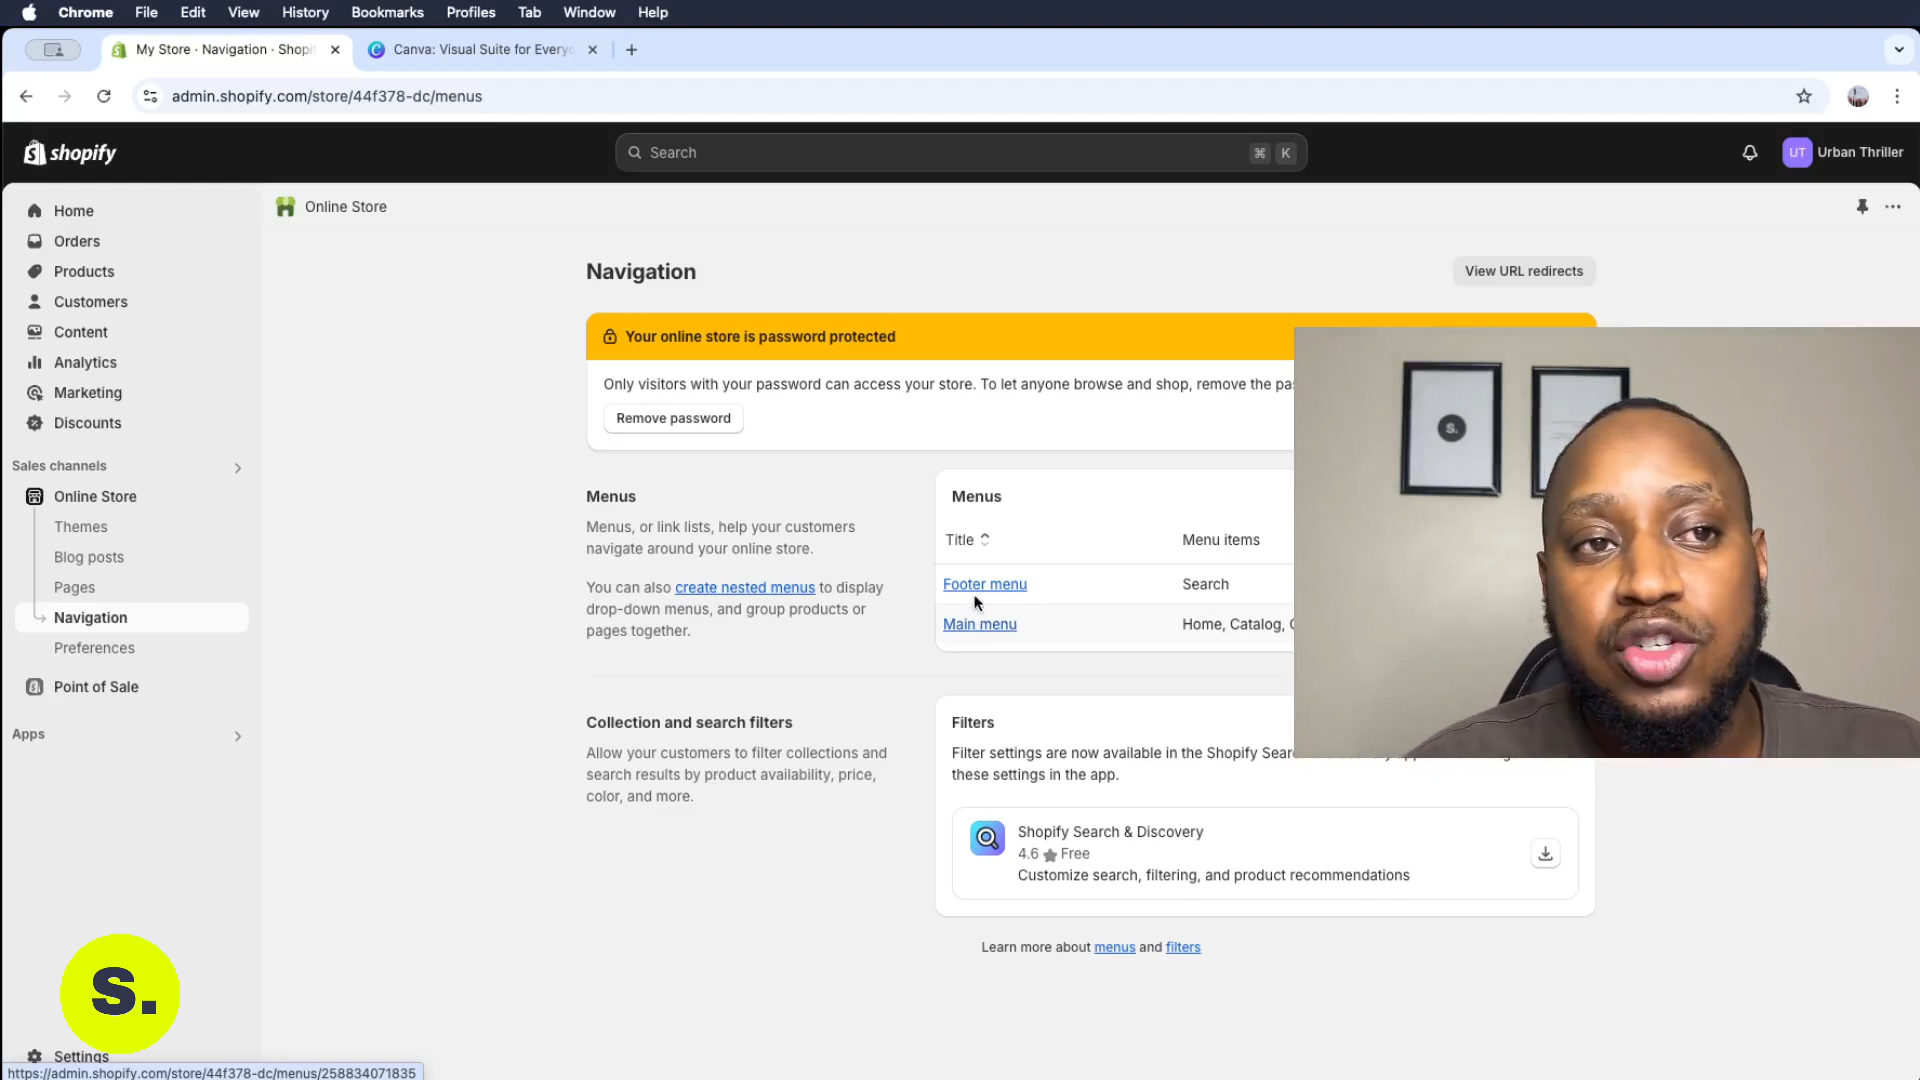 Chrome File Edit View History Bookmarks Profiles Tab Window Help
My Store · Navigation · Shopi
Canva: Visual Suite for Every
admin.shopify.com/store/44f378-dc/menus
shopify
Search
⌘ K
UT Urban Thriller
Home
Orders
Products
Customers
Content
Analytics
Marketing
Discounts
Sales channels
Online Store
Themes
Blog posts
Pages
Navigation
Preferences
Point of Sale
Apps
Settings
Online Store
Navigation
View URL redirects
Your online store is password protected
Only visitors with your password can access your store. To let anyone browse and shop, remove the pa
Remove password
Menus
Menus, or link lists, help your customers
navigate around your online store.
You can also create nested menus to display
drop-down menus, and group products or
pages together.
Menus
Title Menu items
Footer menu Search
Main menu Home, Catalog,
Collection and search filters
Allow your customers to filter collections and
search results by product availability, price,
color, and more.
Filters
Filter settings are now available in the Shopify Sear
these settings in the app.
Shopify Search & Discovery
4.6 Free
Customize search, filtering, and product recommendations
Learn more about menus and filters
s.
s.
https://admin.shopify.com/store/44f378-dc/menus/258834071835